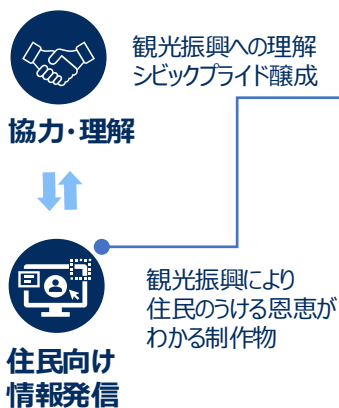 観光振興への理解
シビックプライド醸成
協力・理解
観光振興により
住民のうける恩恵が
わかる制作物
住民向け
情報発信